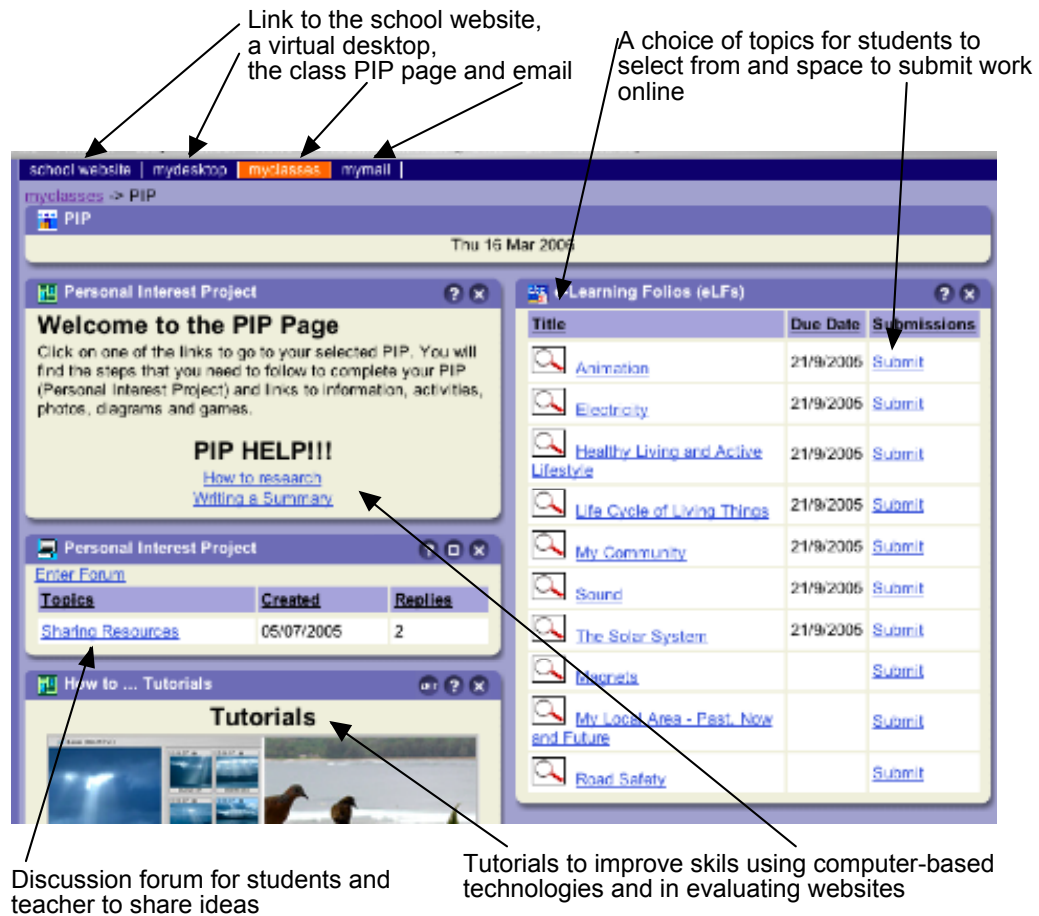 Link to the school website,
a virtual desktop,
the class PIP page and email
A choice of topics for students to
select from and space to submit work
online
school website | mydesktop | myclasses | mymail |
myclasses -> PIP
PIP
Thu 16 Mar 2006
Personal Interest Project
Welcome to the PIP Page
Click on one of the links to go to your selected PIP. You will
find the steps that you need to follow to complete your PIP
(Personal Interest Project) and links to information, activities,
photos, diagrams and games.
PIP HELP!!!
How to research
Writing a Summary
Personal Interest Project
Enter Forum
Topics Created Replies
Sharing Resources 05/07/2005 2
How to ... Tutorials
Tutorials
e-Learning Folios (eLFs)
Title Due Date Submissions
Animation 21/9/2005 Submit
Electricity 21/9/2005 Submit
Healthy Living and Active 21/9/2005 Submit
Lifestyle
Life Cycle of Living Things 21/9/2005 Submit
My Community 21/9/2005 Submit
Sound 21/9/2005 Submit
The Solar System 21/9/2005 Submit
Magnets Submit
My Local Area - Past, Now Submit
and Future
Road Safety Submit
Discussion forum for students and
teacher to share ideas
Tutorials to improve skils using computer-based
technologies and in evaluating websites